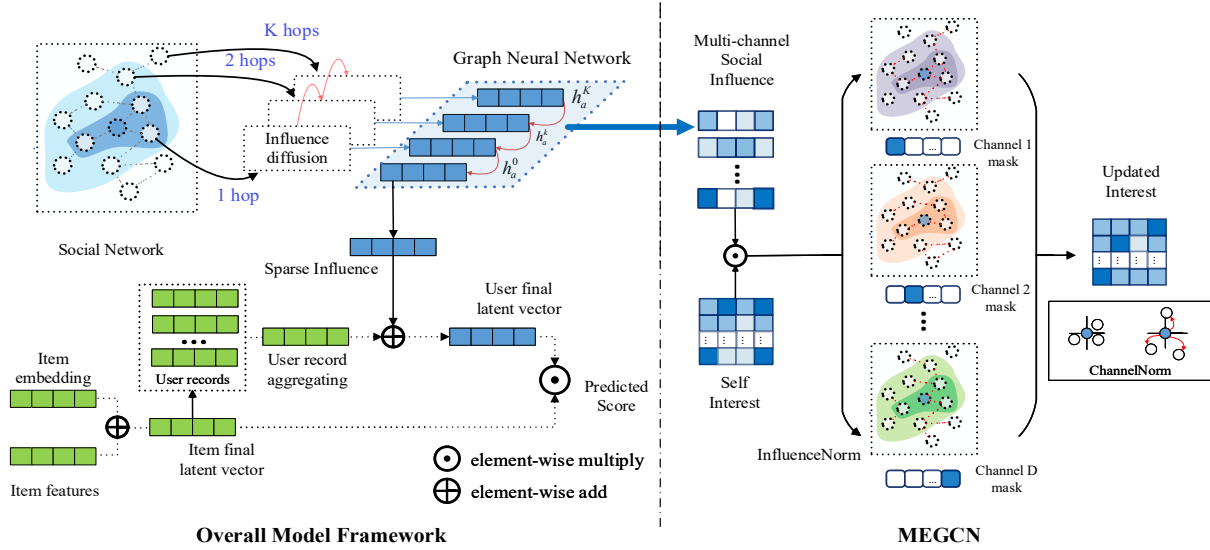 K hops
2 hops
Graph Neural Network
h_a^K
h_a^k
h_a^0
Influence
diffusion
1 hop
Social Network
Sparse Influence
User final
latent vector
User records
User record
aggregating
Item
embedding
Predicted
Score
Item final
latent vector
Item features
element-wise multiply
element-wise add
Overall Model Framework
Multi-channel
Social
Influence
Self
Interest
InfluenceNorm
...
Channel 1
mask
...
Channel 2
mask
...
Channel D
mask
Updated
Interest
ChannelNorm
MEGCN